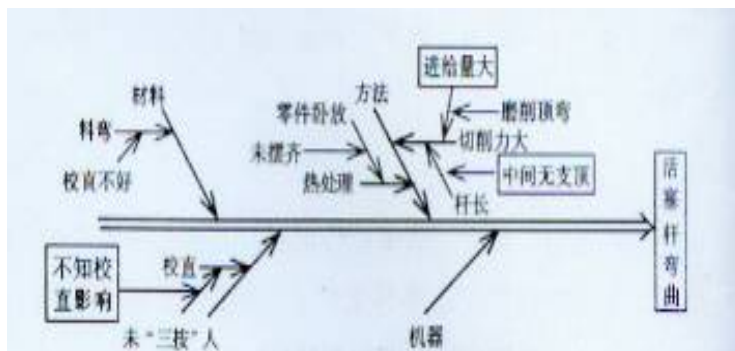 进给量大
材料
方法
磨削顶弯
零件卧放
料弯
切削力大
未摆齐
校直不好
热处理
中间无支顶
杆长
活塞杆弯曲
不知校
直影响
校直
未“三按”人
机器